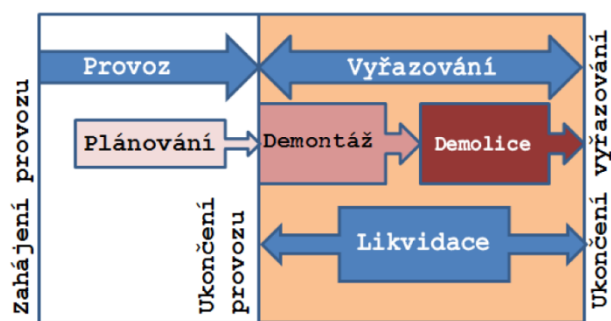 Provoz
Vyřazování
Plánování
Demontáž
Demolice
Likvidace
Zahájení provozu
Ukončení
provozu
Ukončení vyřazování